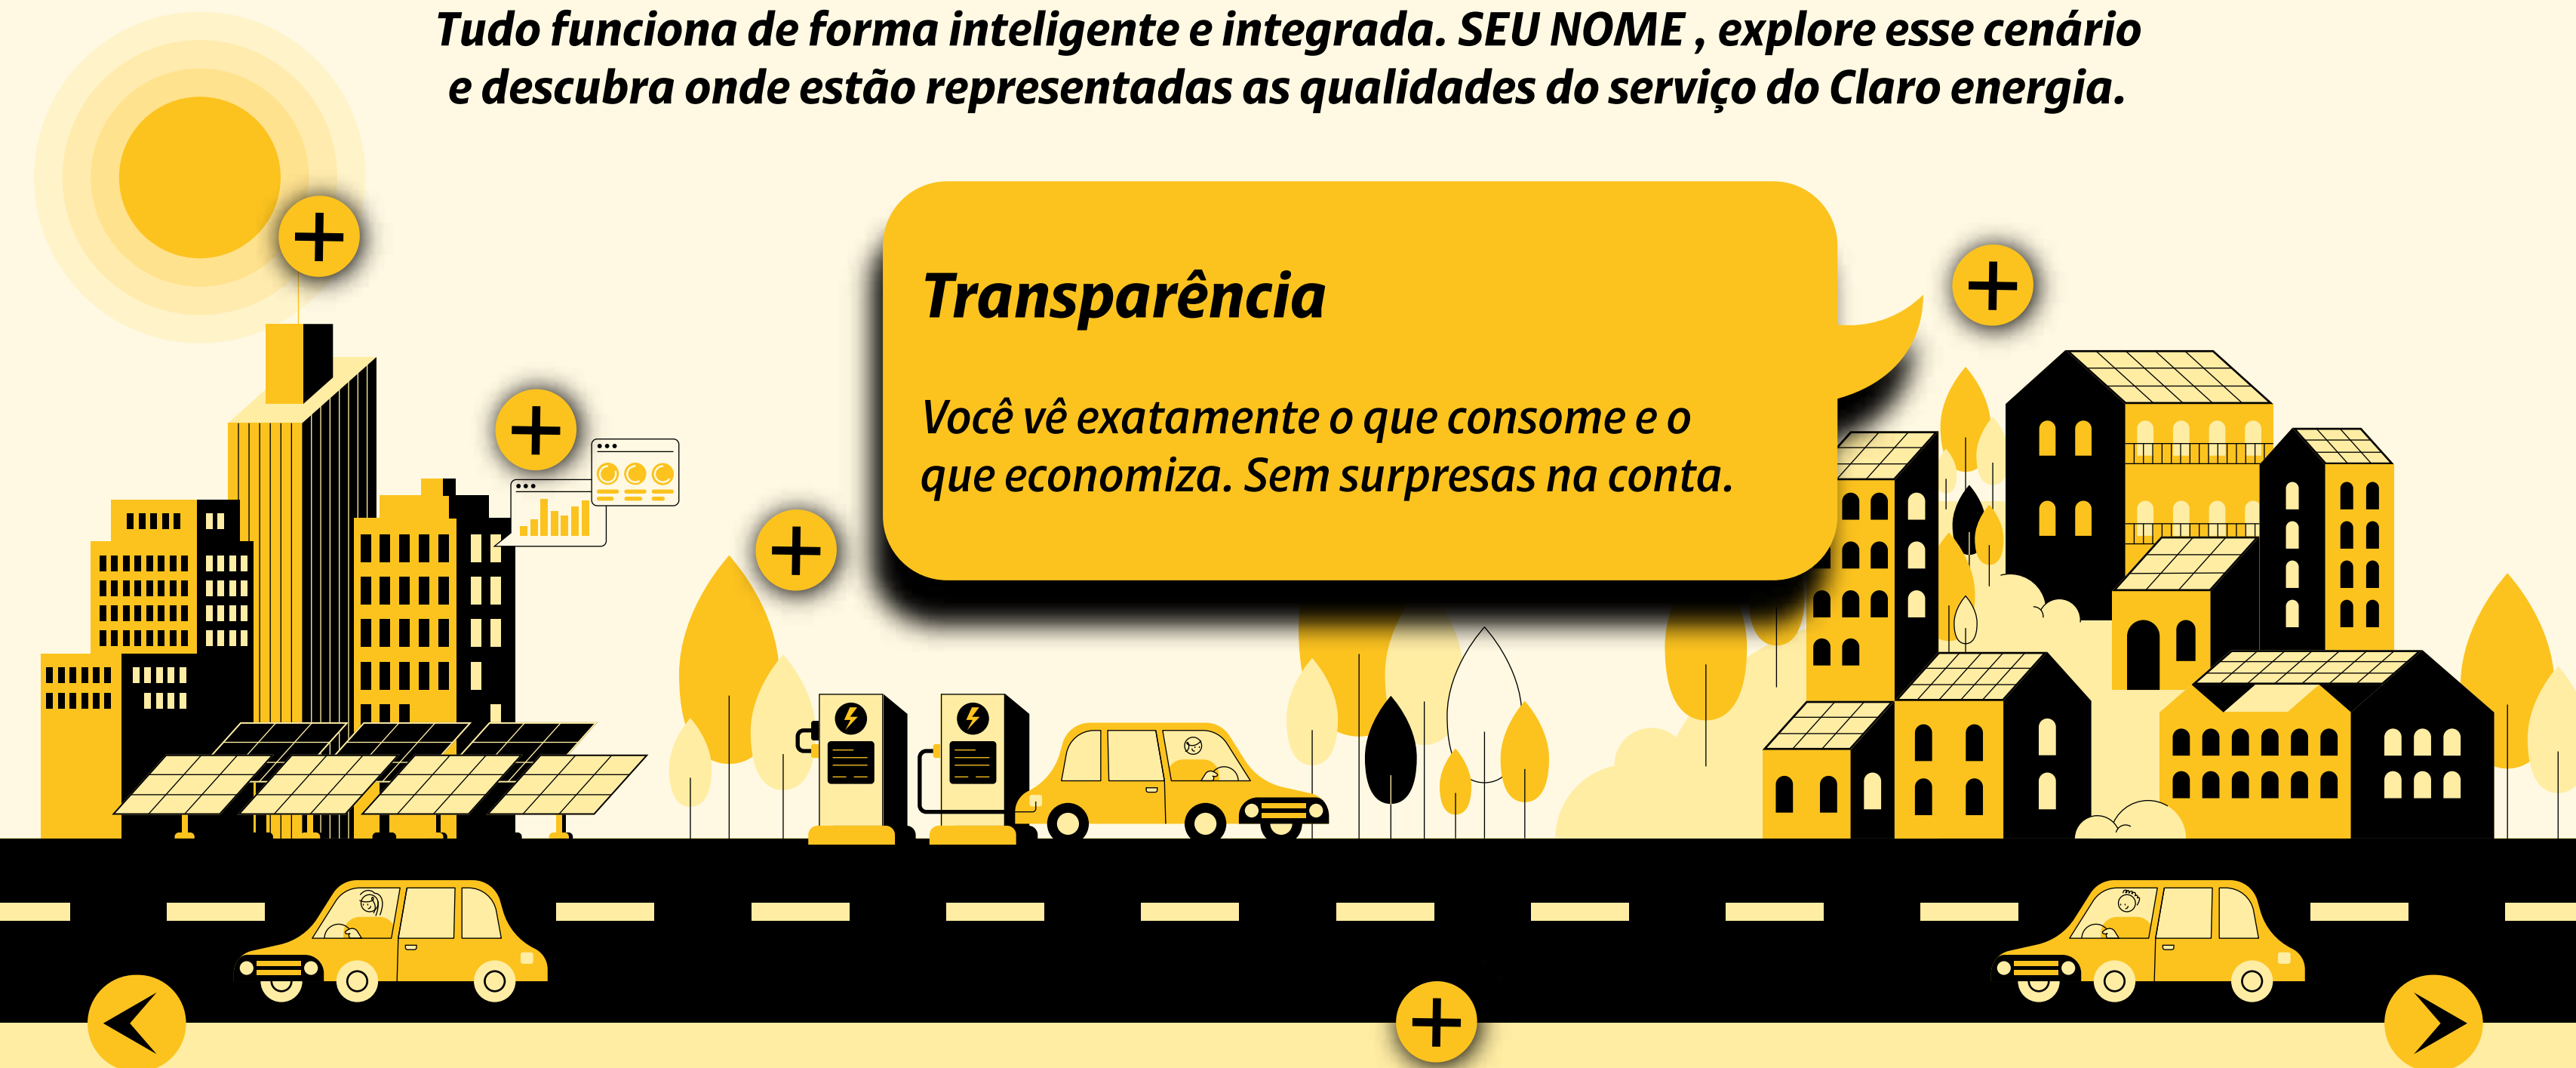 Tudo funciona de forma inteligente e integrada. SEU NOME , explore esse cenário
e descubra onde estão representadas as qualidades do serviço do Claro energia.
Transparência
Você vê exatamente o que consome e o
que economiza. Sem surpresas na conta.